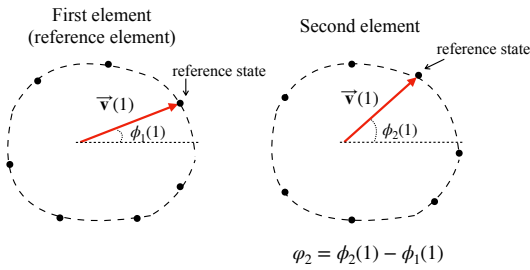 First element
(reference element)
reference state
v⃗(1)
ϕ₁(1)
Second element
reference state
v⃗(1)
ϕ₂(1)
φ₂ = ϕ₂(1) − ϕ₁(1)